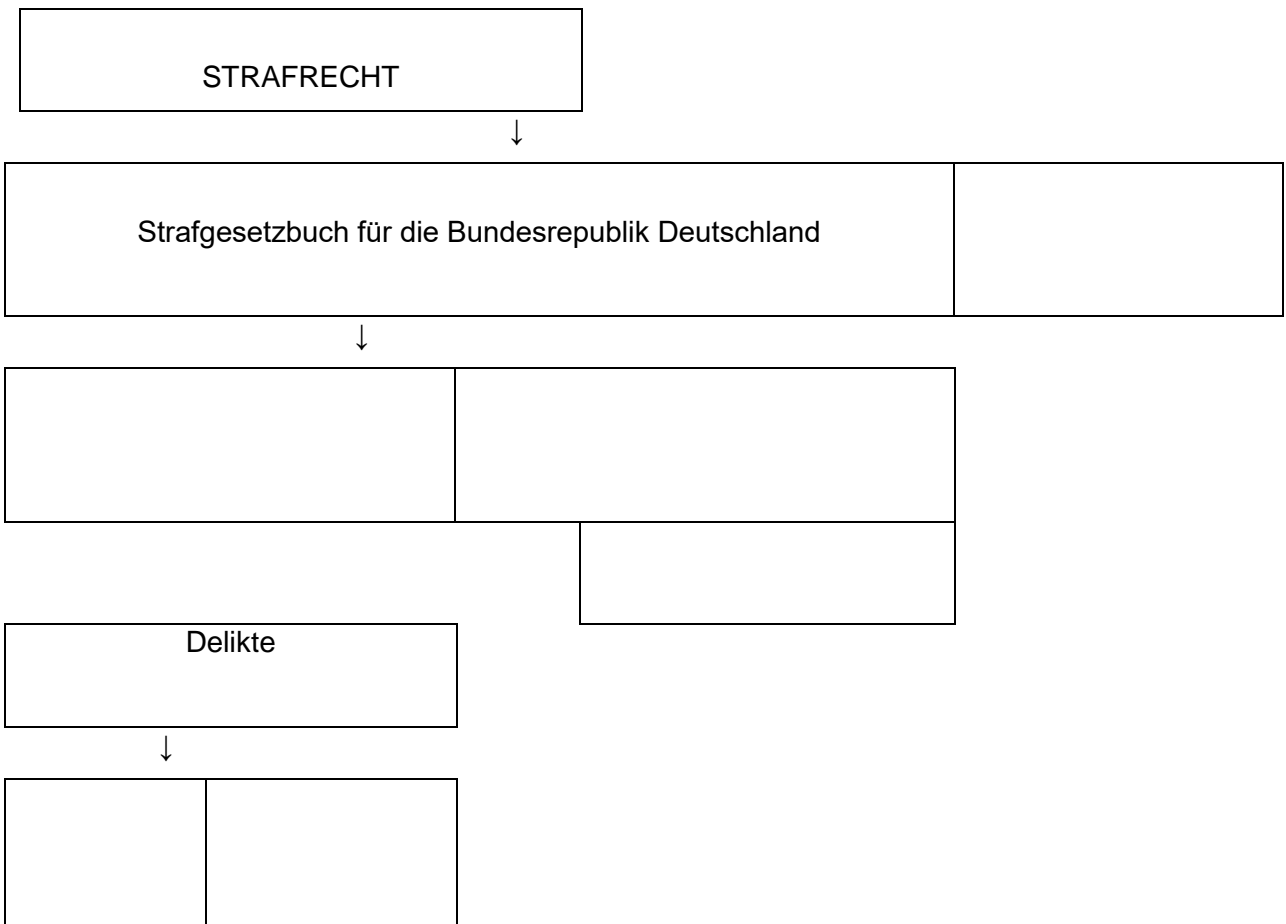 STRAFRECHT
↓
Strafgesetzbuch für die Bundesrepublik Deutschland
↓
Delikte
↓